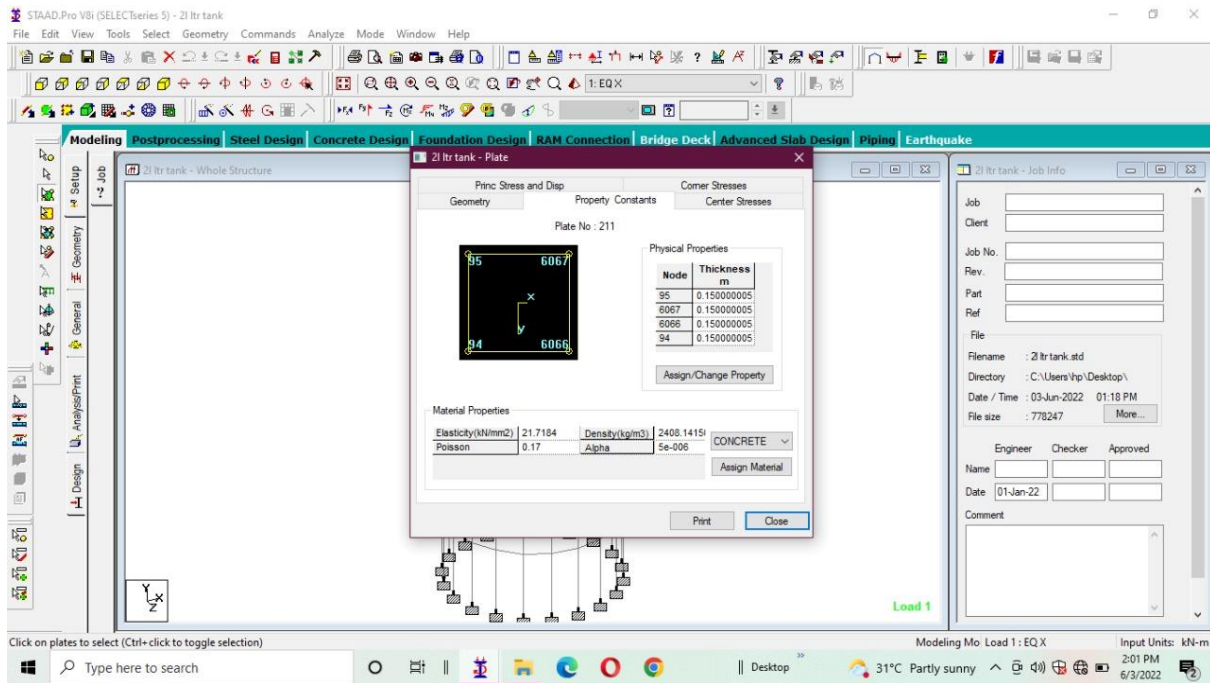 STAAD.Pro V8i (SELECTseries 5) - 2l ltr tank
File Edit View Tools Select Geometry Commands Analyze Mode Window Help
1: EQ X
Modeling Postprocessing Steel Design Concrete Design Foundation Design RAM Connection Bridge Deck Advanced Slab Design Piping Earthquake
Setup
Geometry
General
Analysis/Print
Design
Job
2l ltr tank - Whole Structure
2l ltr tank - Plate
Princ Stress and Disp Corner Stresses
Geometry Property Constants Center Stresses
Plate No : 211
95 6067
x
y
94 6066
Physical Properties
Node Thickness m
95 0.150000005
6067 0.150000005
6066 0.150000005
94 0.150000005
Assign/Change Property
Material Properties
Elasticity(kN/mm2) 21.7184 Density(kg/m3) 2408.1415
Poisson 0.17 Alpha 5e-006
CONCRETE
Assign Material
Print Close
Y
X
Z
Load 1
2l ltr tank - Job Info
Job
Client
Job No.
Rev.
Part
Ref
File
Filename : 2l ltr tank.std
Directory : C:\Users\hp\Desktop\
Date / Time : 03-Jun-2022 01:18 PM
File size : 778247 More...
Engineer Checker Approved
Name
Date 01-Jan-22
Comment
Click on plates to select (Ctrl+click to toggle selection) Modeling Mo Load 1 : EQ X Input Units: kN-m
Type here to search Desktop 31°C Partly sunny 2:01 PM
6/3/2022